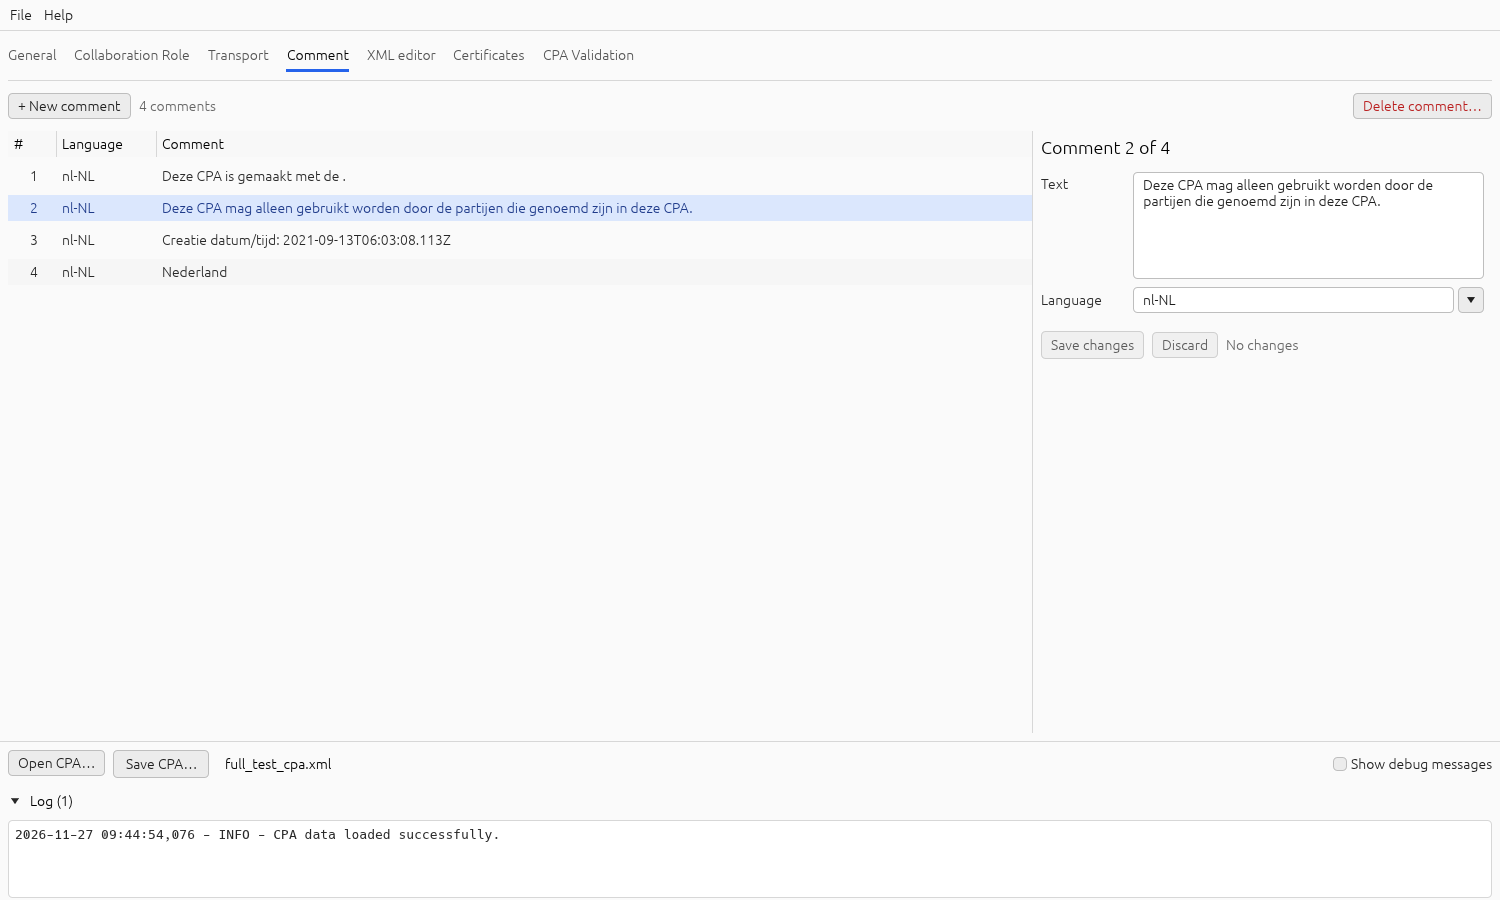 File Help
General Collaboration Role Transport Comment XML editor Certificates CPA Validation
+ New comment 4 comments Delete comment...
# Language Comment
1 nl-NL Deze CPA is gemaakt met de .
2 nl-NL Deze CPA mag alleen gebruikt worden door de partijen die genoemd zijn in deze CPA.
3 nl-NL Creatie datum/tijd: 2021-09-13T06:03:08.113Z
4 nl-NL Nederland
Comment 2 of 4
Text Deze CPA mag alleen gebruikt worden door de
partijen die genoemd zijn in deze CPA.
Language nl-NL
Save changes Discard No changes
Open CPA... Save CPA... full_test_cpa.xml Show debug messages
Log (1)
2026-11-27 09:44:54,076 - INFO - CPA data loaded successfully.